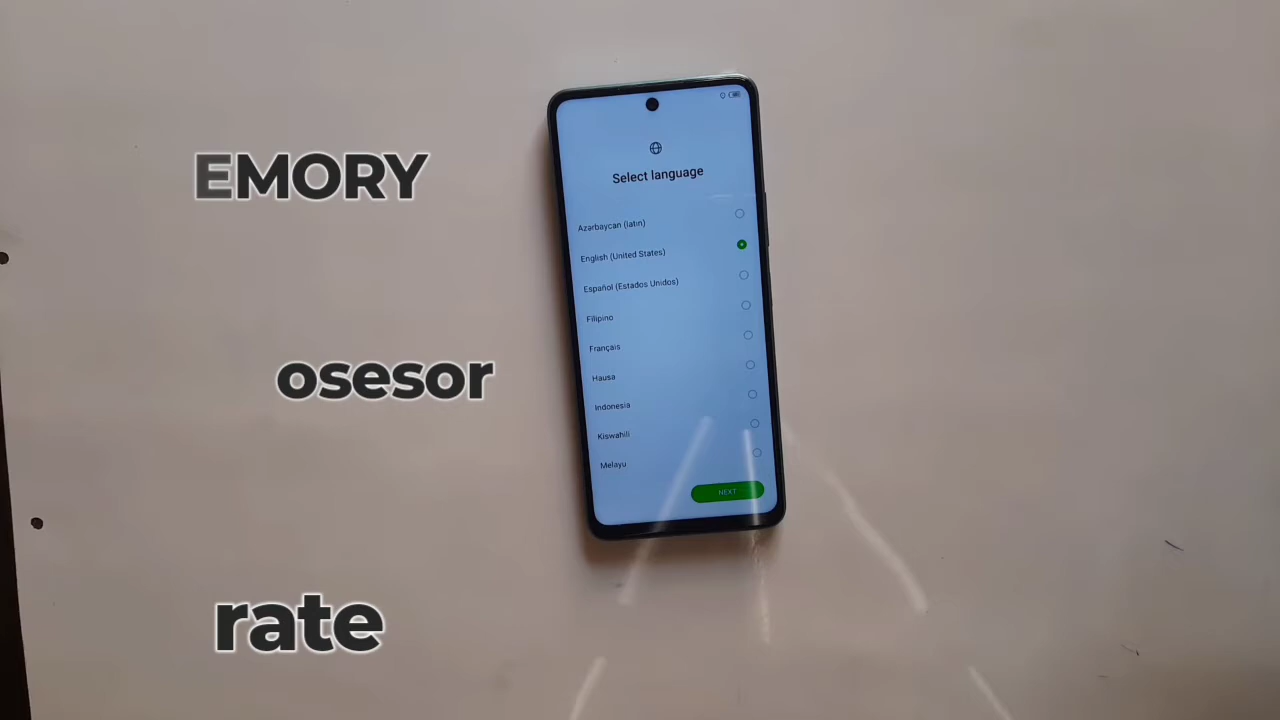 EMORY
osesor
rate
Select language
Azərbaycan (latın)
English (United States)
Español (Estados Unidos)
Filipino
Français
Hausa
Indonesia
Kiswahili
Melayu
NEXT